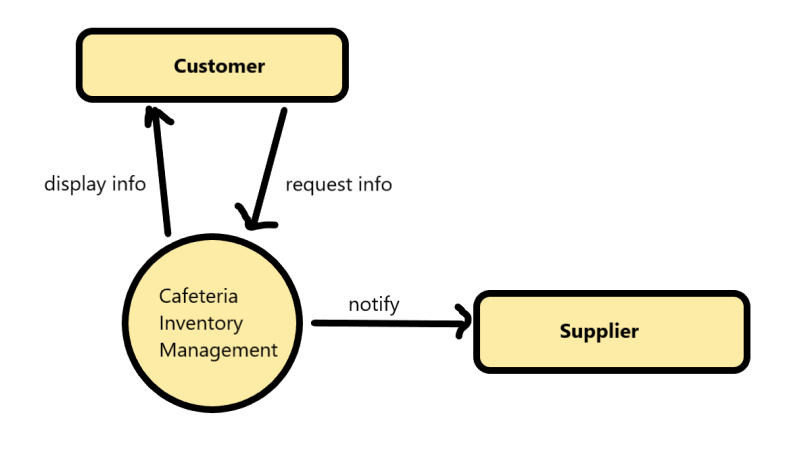 Customer
display info
request info
Cafeteria
Inventory
Management
notify
Supplier